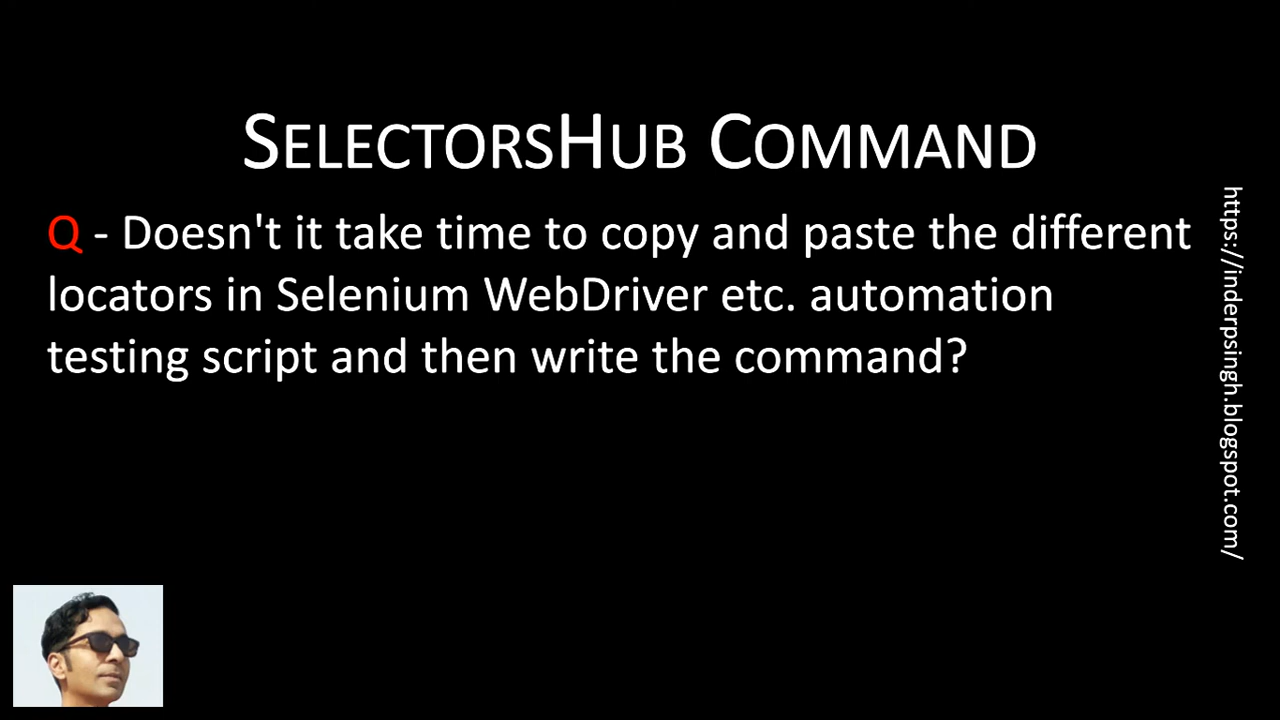 SELECTORSHUB COMMAND
Q - Doesn't it take time to copy and paste the different
locators in Selenium WebDriver etc. automation
testing script and then write the command?
https://inderpsingh.blogspot.com/